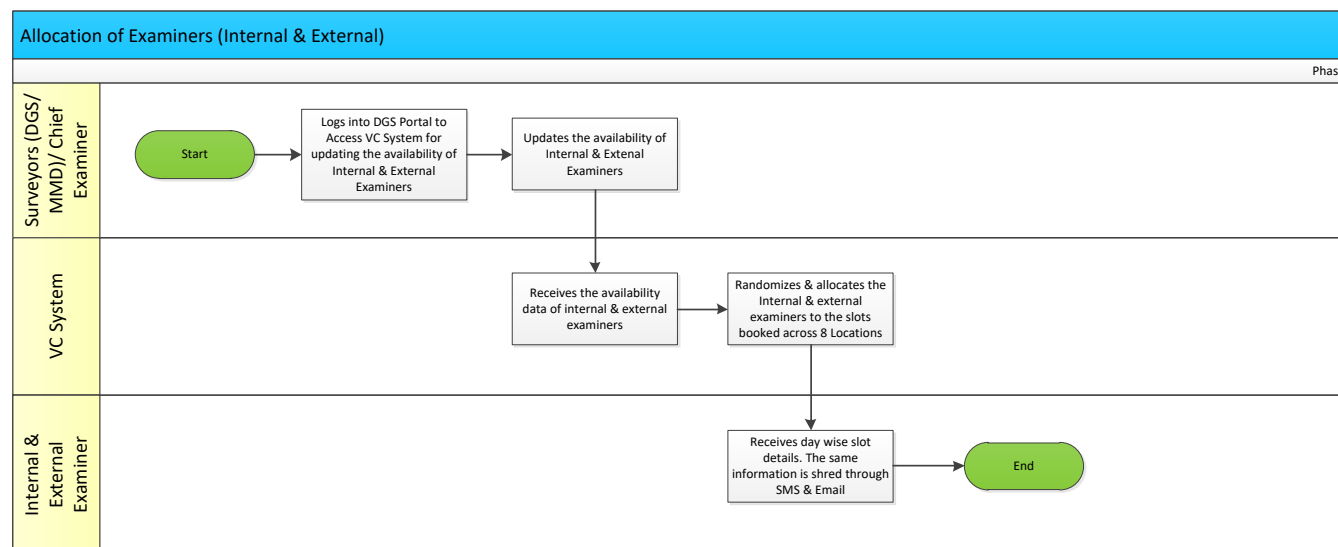 Allocation of Examiners (Internal & External)
Phas
Surveyors (DGS/
MMD)/ Chief
Examiner
Start
Logs into DGS Portal to
Access VC System for
updating the availability of
Internal & External
Examiners
Updates the availability of
Internal & Extenal
Examiners
VC System
Receives the availability
data of internal & external
examiners
Randomizes & allocates the
Internal & external
examiners to the slots
booked across 8 Locations
Internal &
External
Examiner
Receives day wise slot
details. The same
information is shred through
SMS & Email
End